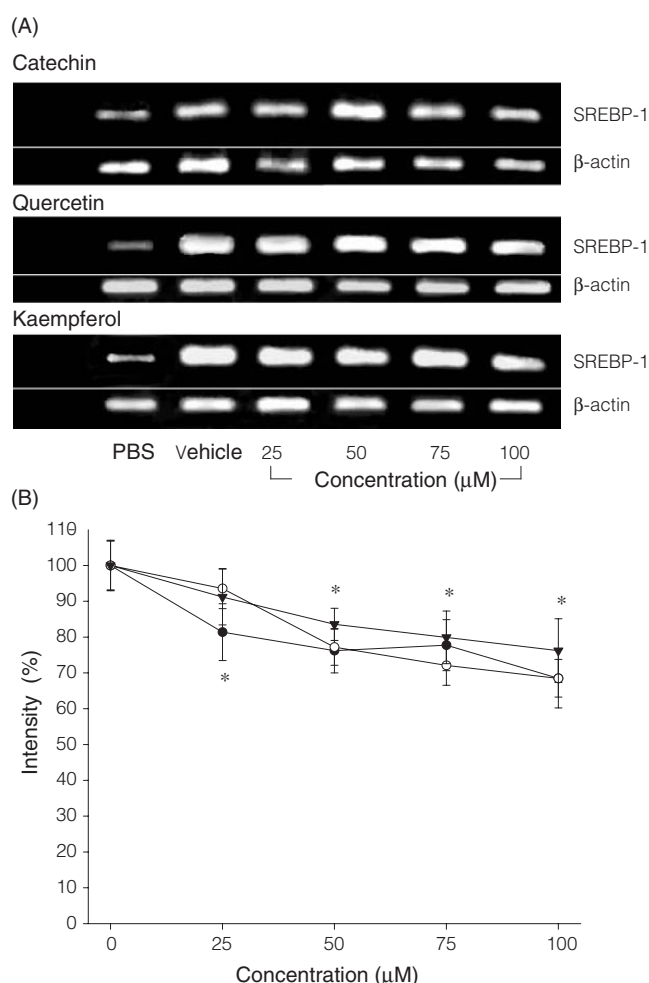 (A)
Catechin
SREBP-1
β-actin
Quercetin
SREBP-1
β-actin
Kaempferol
SREBP-1
β-actin
PBS Vehicle 25 50 75 100
Concentration (μM)
(B)
110
100
90
80
70
60
50
40
30
20
10
0
Intensity (%)
* * *
*
0 25 50 75 100
Concentration (μM)